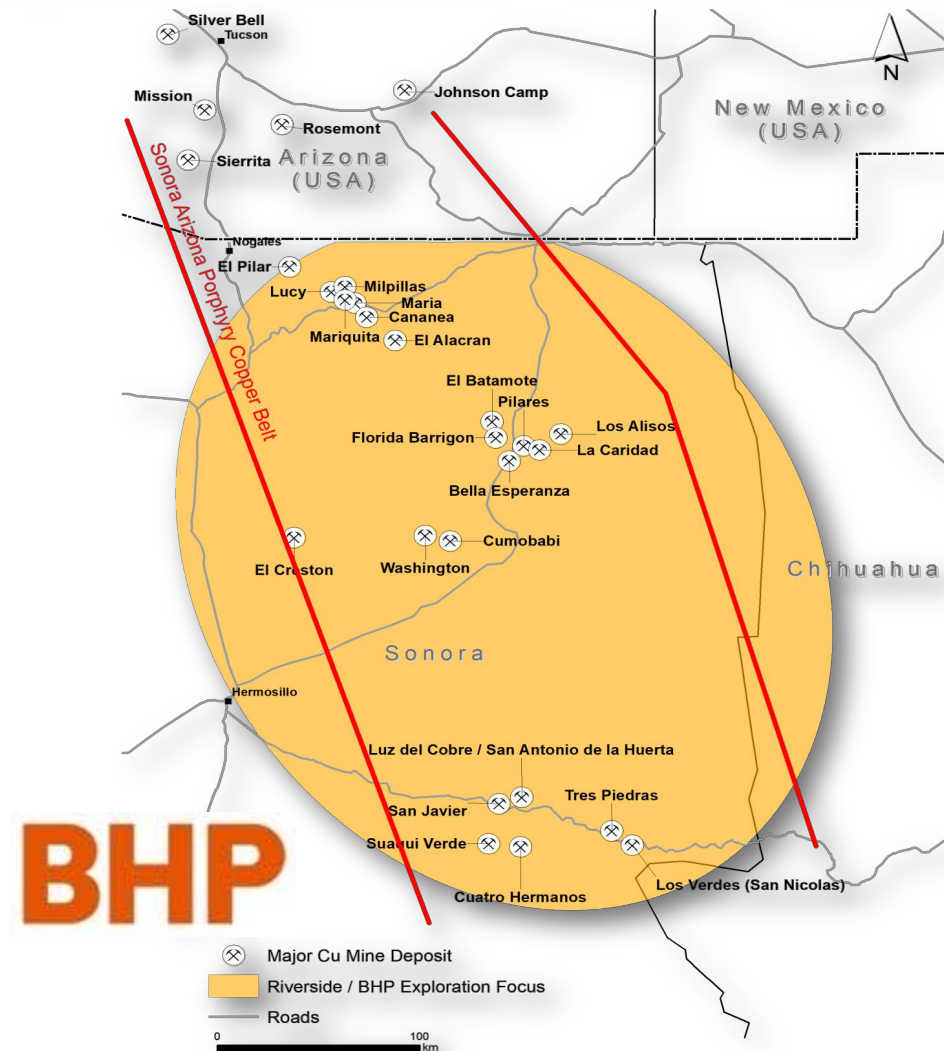 Silver Bell
Tucson
Mission
Johnson Camp
Rosemont
Sierrita
Arizona
(USA)
New Mexico
(USA)
N
Sonora Arizona Porphyry Copper Belt
Nogales
El Pilar
Lucy
Milpillas
Maria
Cananea
Mariquita
El Alacran
El Batamote
Pilares
Florida Barrigon
Los Alisos
La Caridad
Bella Esperanza
El Creston
Washington
Cumobabi
Chihuahua
Sonora
Hermosillo
Luz del Cobre / San Antonio de la Huerta
San Javier
Tres Piedras
Suaqui Verde
Cuatro Hermanos
Los Verdes (San Nicolas)
BHP
Major Cu Mine Deposit
Riverside / BHP Exploration Focus
Roads
0 100
km